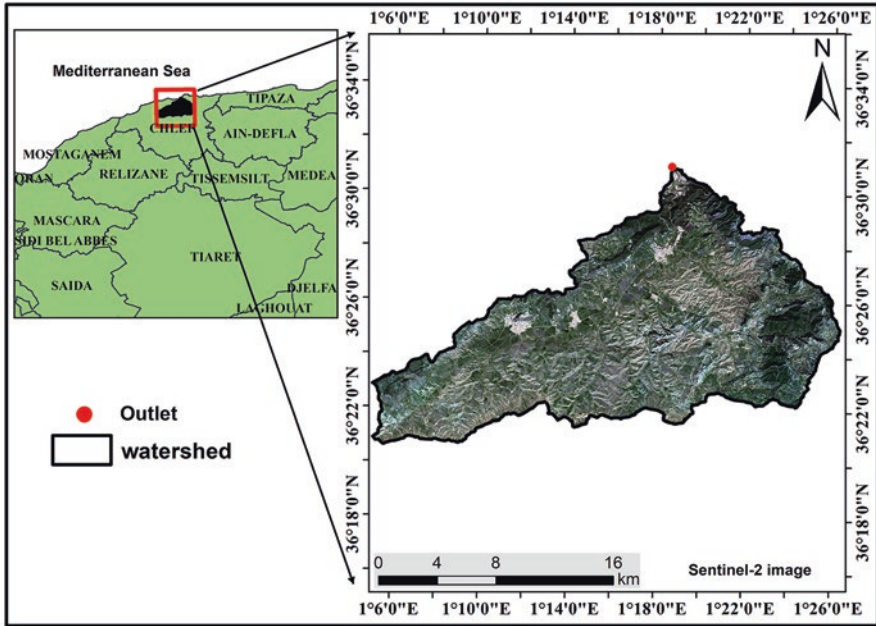 1°6'0"E 1°10'0"E 1°14'0"E 1°18'0"E 1°22'0"E 1°26'0"E
Mediterranean Sea
TIPAZA
CHLEF
AIN-DEFLA
MOSTAGANEM
ORAN
RELIZANE
TISSEMSILT
MEDEA
MASCARA
SIDI BEL ABBÈS
TIARET
SAIDA
DJELFA
LAGHOUAT
Outlet
watershed
N
36°34'0"N
36°30'0"N
36°26'0"N
36°22'0"N
36°18'0"N
36°34'0"N
36°30'0"N
36°26'0"N
36°22'0"N
36°18'0"N
0 4 8 16
km
Sentinel-2 image
1°6'0"E 1°10'0"E 1°14'0"E 1°18'0"E 1°22'0"E 1°26'0"E